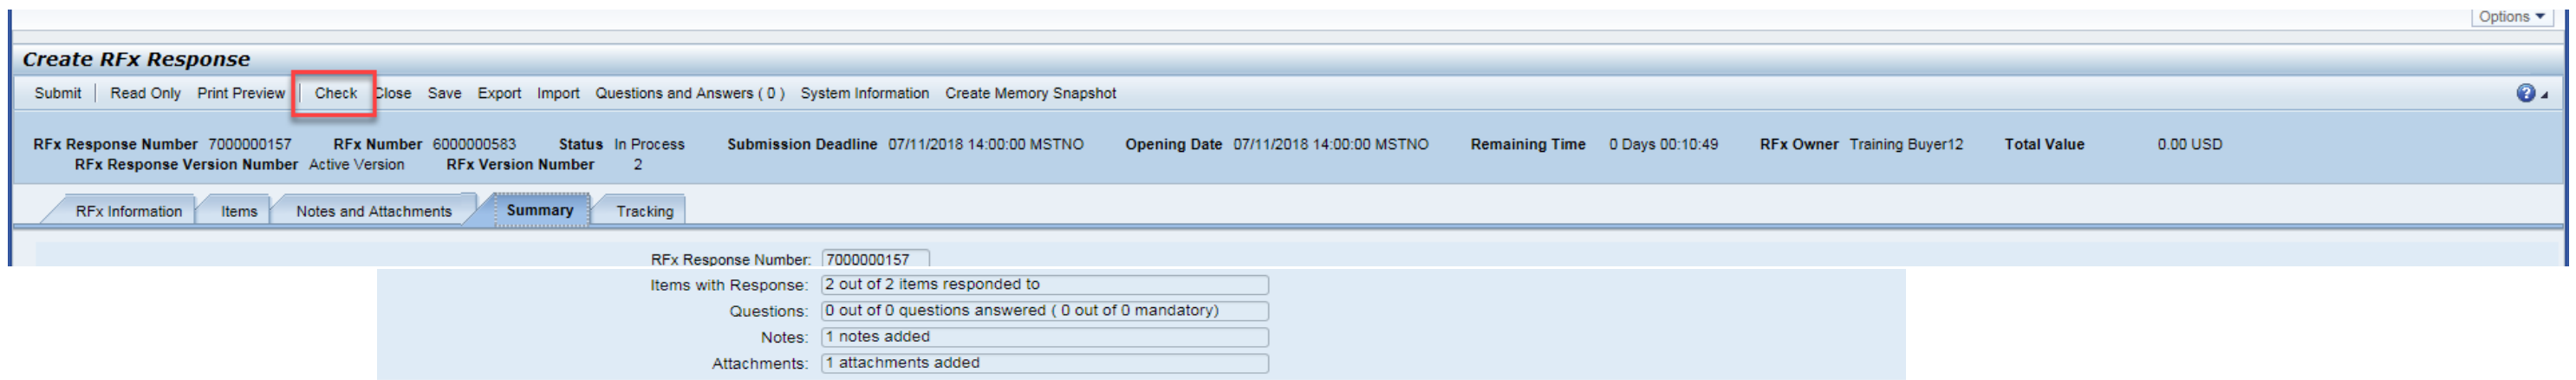 Options
Create RFx Response
Submit Read Only Print Preview Check Close Save Export Import Questions and Answers ( 0 ) System Information Create Memory Snapshot
RFx Response Number 7000000157 RFx Number 6000000583 Status In Process Submission Deadline 07/11/2018 14:00:00 MSTNO Opening Date 07/11/2018 14:00:00 MSTNO Remaining Time 0 Days 00:10:49 RFx Owner Training Buyer12 Total Value 0.00 USD
RFx Response Version Number Active Version RFx Version Number 2
RFx Information Items Notes and Attachments Summary Tracking
RFx Response Number: 7000000157
Items with Response: 2 out of 2 items responded to
Questions: 0 out of 0 questions answered ( 0 out of 0 mandatory)
Notes: 1 notes added
Attachments: 1 attachments added